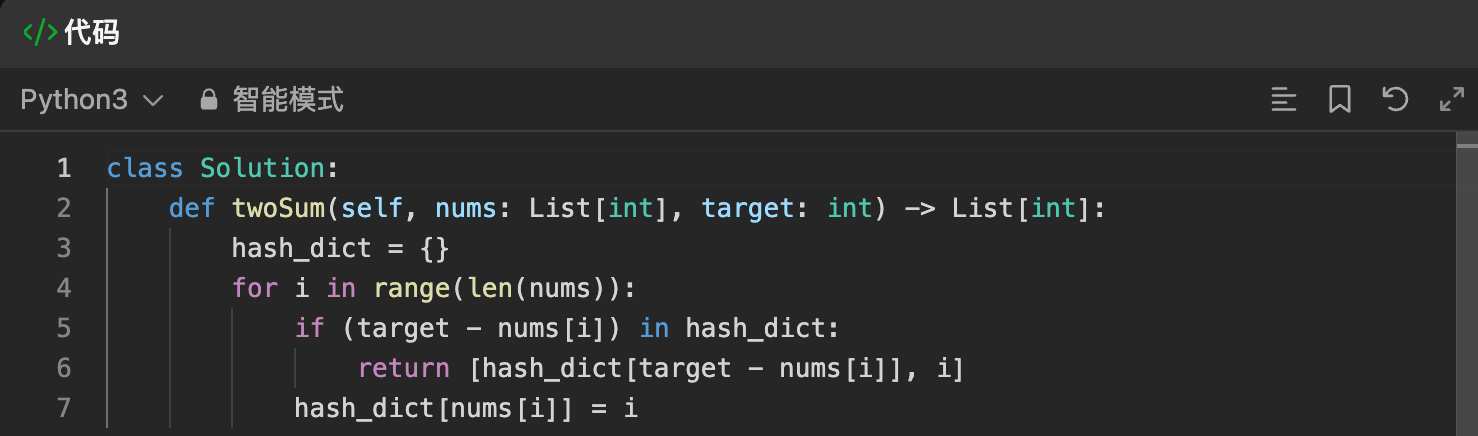 </> 代码
Python3 智能模式
1 class Solution:
2     def twoSum(self, nums: List[int], target: int) -> List[int]:
3         hash_dict = {}
4         for i in range(len(nums)):
5             if (target - nums[i]) in hash_dict:
6                 return [hash_dict[target - nums[i]], i]
7             hash_dict[nums[i]] = i